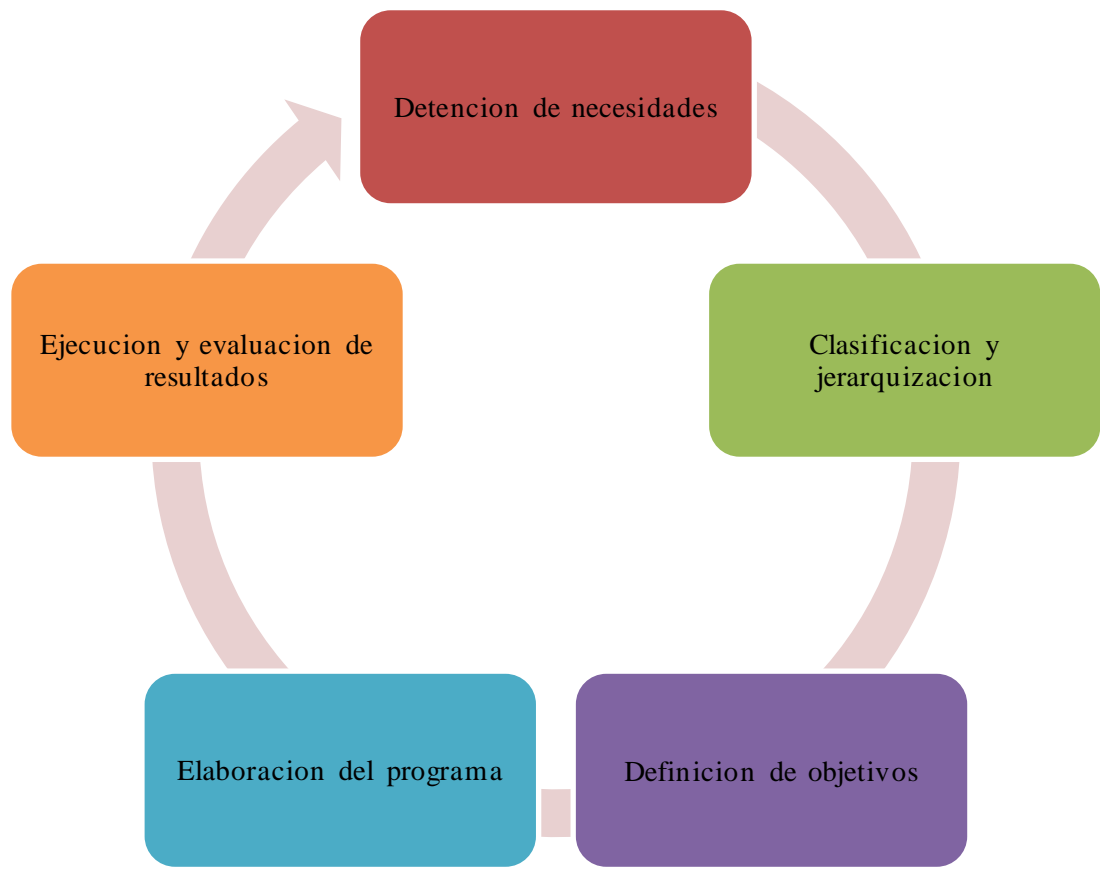 Detencion de necesidades
Clasificacion y
jerarquizacion
Definicion de objetivos
Elaboracion del programa
Ejecucion y evaluacion de
resultados